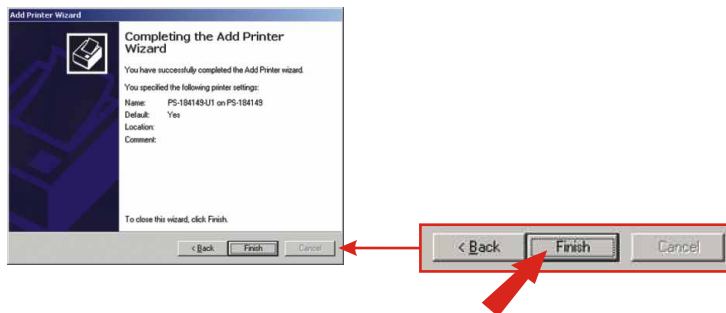 Add Printer Wizard
Completing the Add Printer
Wizard
You have successfully completed the Add Printer wizard.
You specified the following printer settings:
Name: PS-184149-U1 on PS-184149
Default: Yes
Location:
Comment:
To close this wizard, click Finish.
< Back Finish Cancel
< Back Finish Cancel